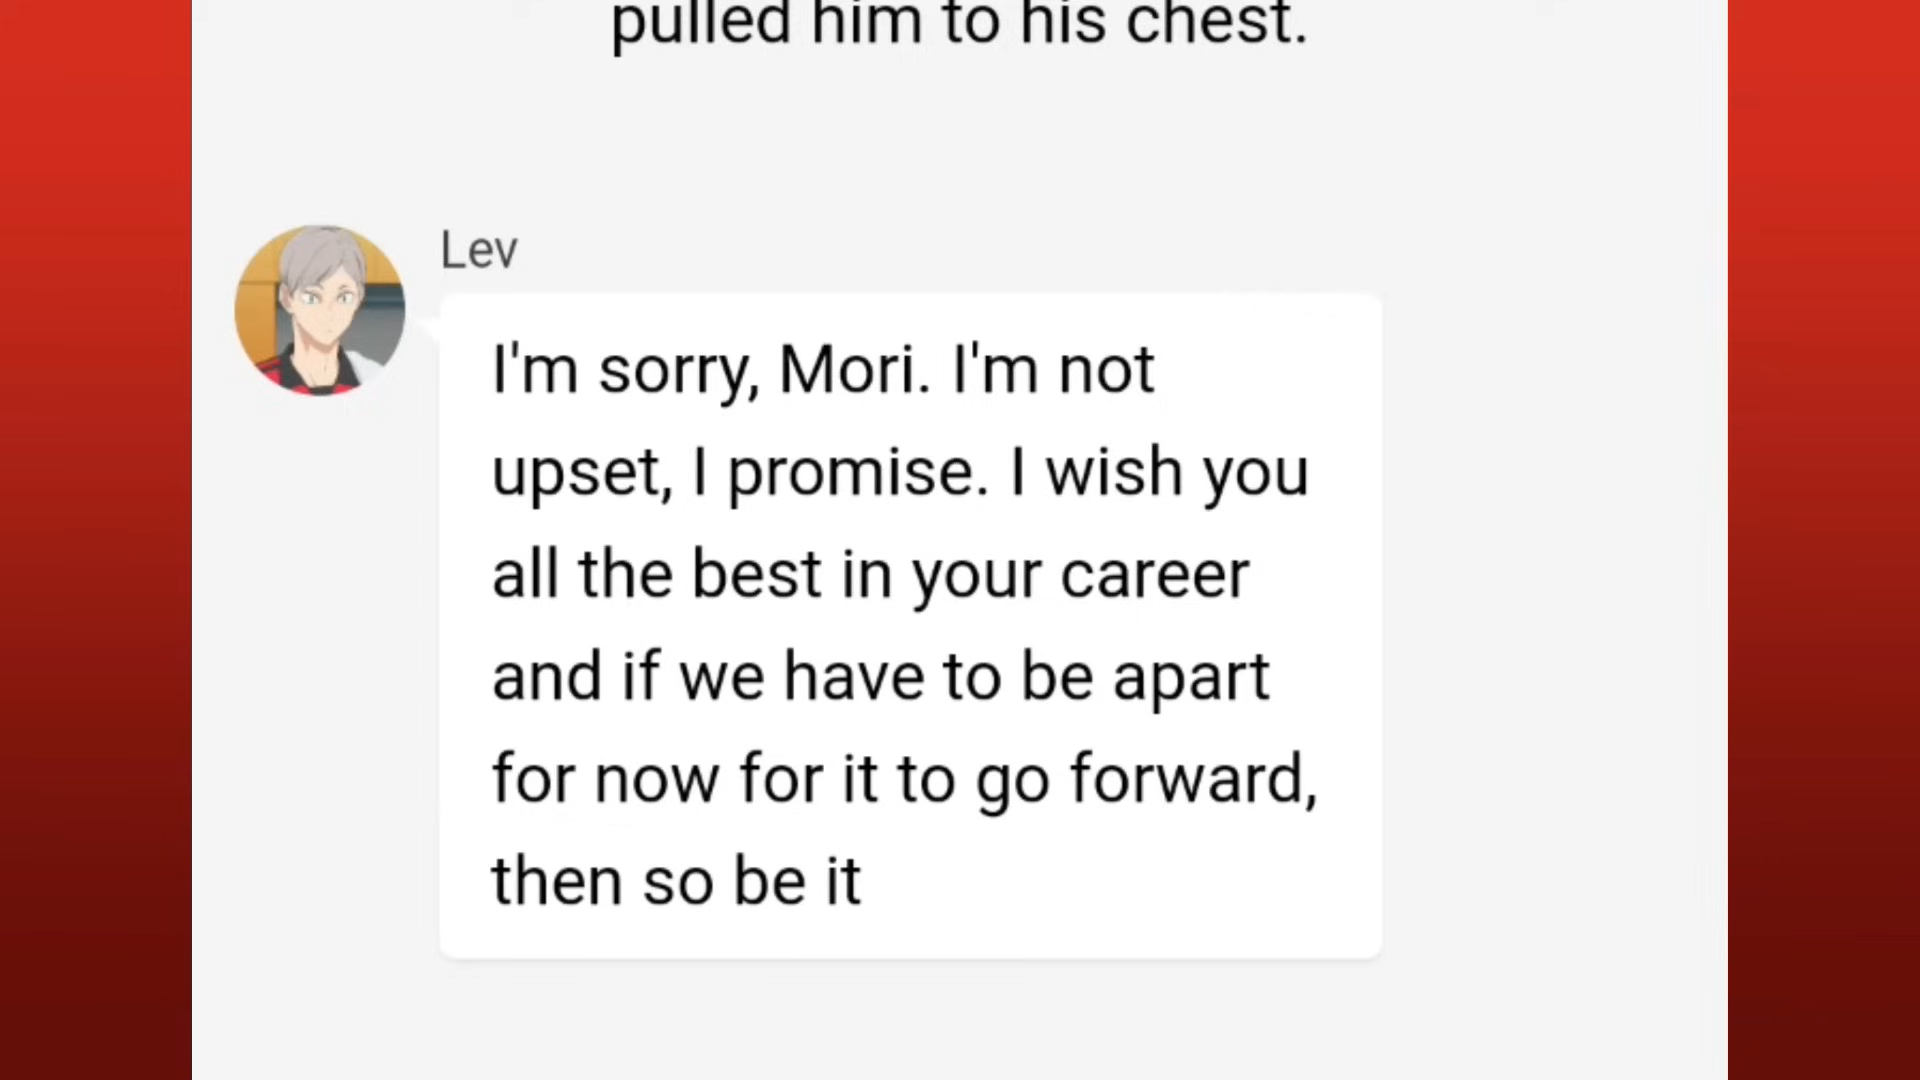 pulled him to his chest.
Lev
I'm sorry, Mori. I'm not
upset, I promise. I wish you
all the best in your career
and if we have to be apart
for now for it to go forward,
then so be it